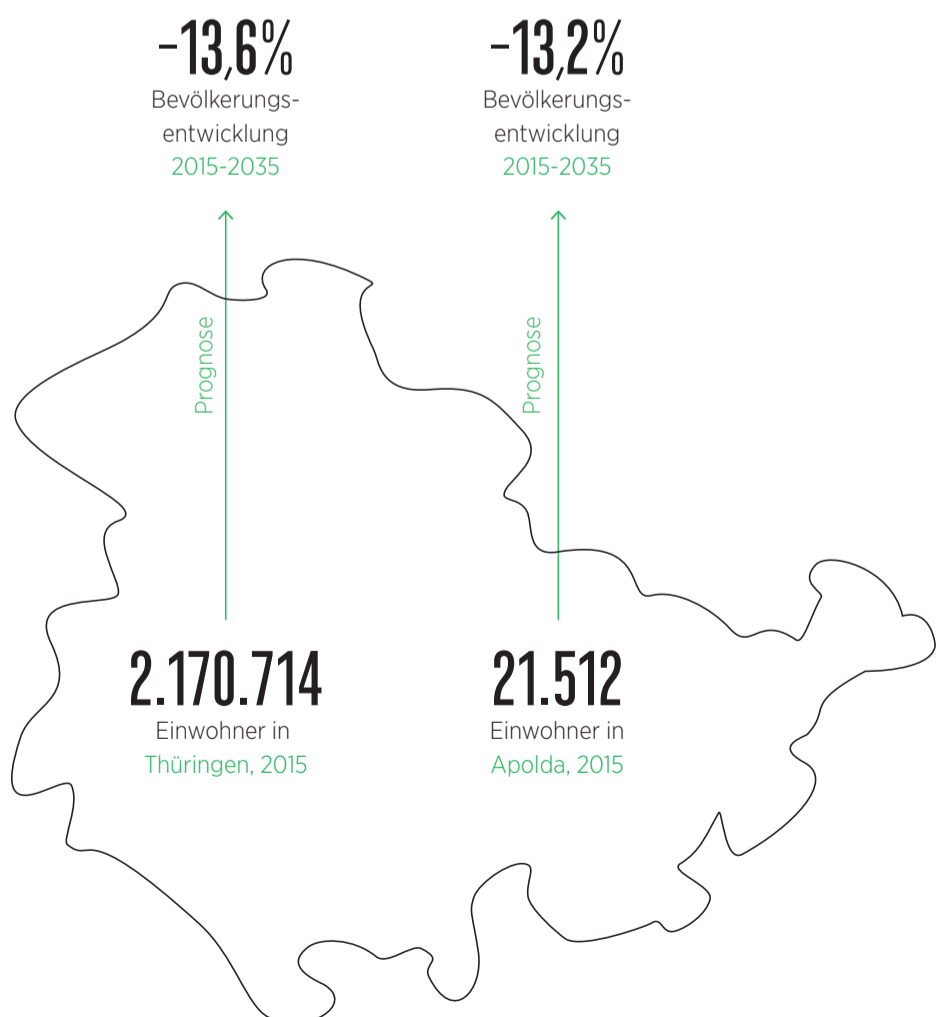 -13,6%
Bevölkerungs-
entwicklung
2015-2035
-13,2%
Bevölkerungs-
entwicklung
2015-2035
Prognose
Prognose
2.170.714
Einwohner in
Thüringen, 2015
21.512
Einwohner in
Apolda, 2015